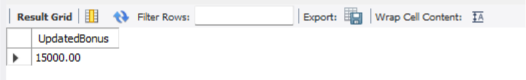 Result Grid Filter Rows: Export: Wrap Cell Content:
UpdatedBonus
15000.00